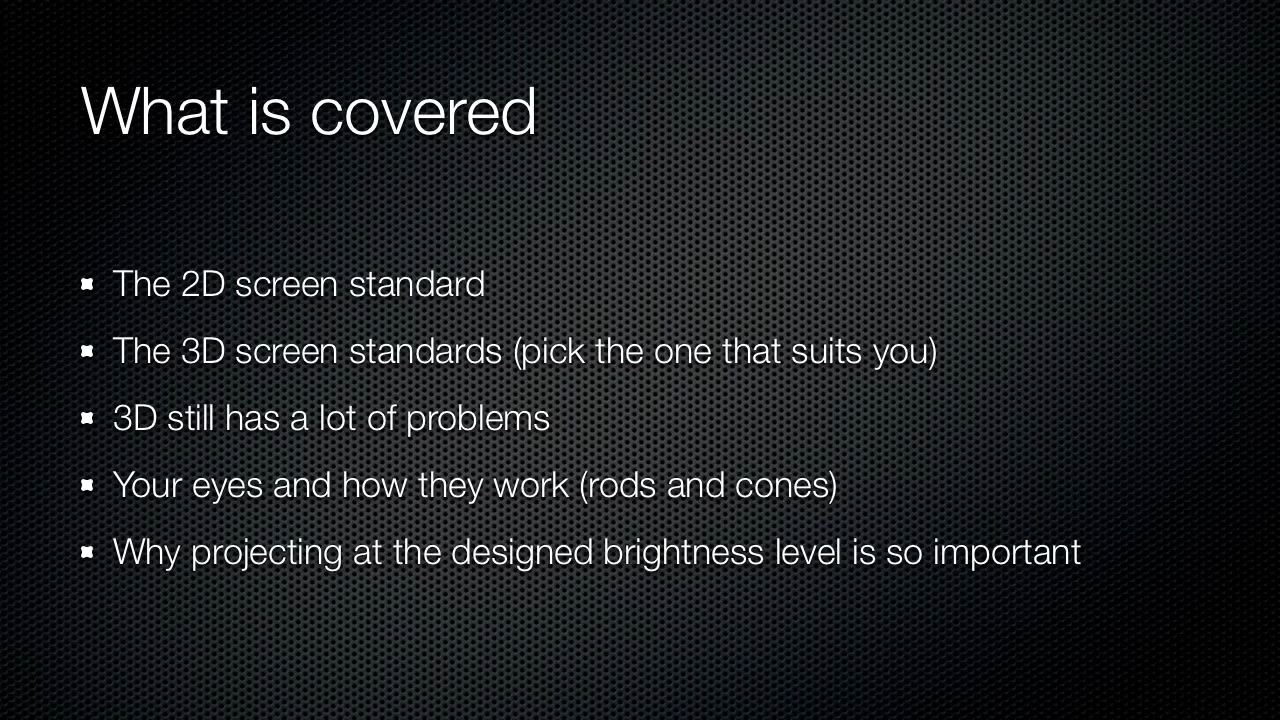 What is covered
The 2D screen standard
The 3D screen standards (pick the one that suits you)
3D still has a lot of problems
Your eyes and how they work (rods and cones)
Why projecting at the designed brightness level is so important